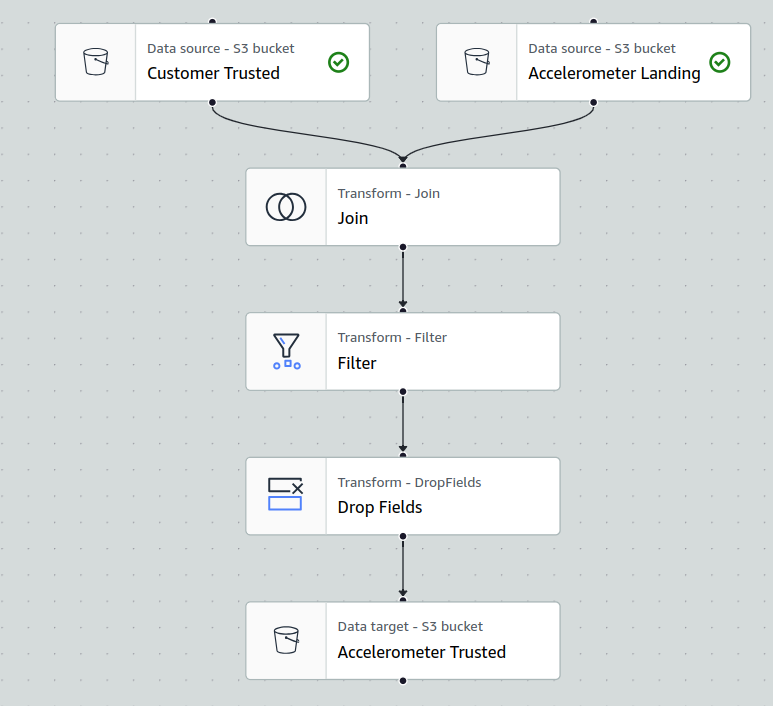 Data source - S3 bucket
Customer Trusted
Data source - S3 bucket
Accelerometer Landing
Transform - Join
Join
Transform - Filter
Filter
Transform - DropFields
Drop Fields
Data target - S3 bucket
Accelerometer Trusted